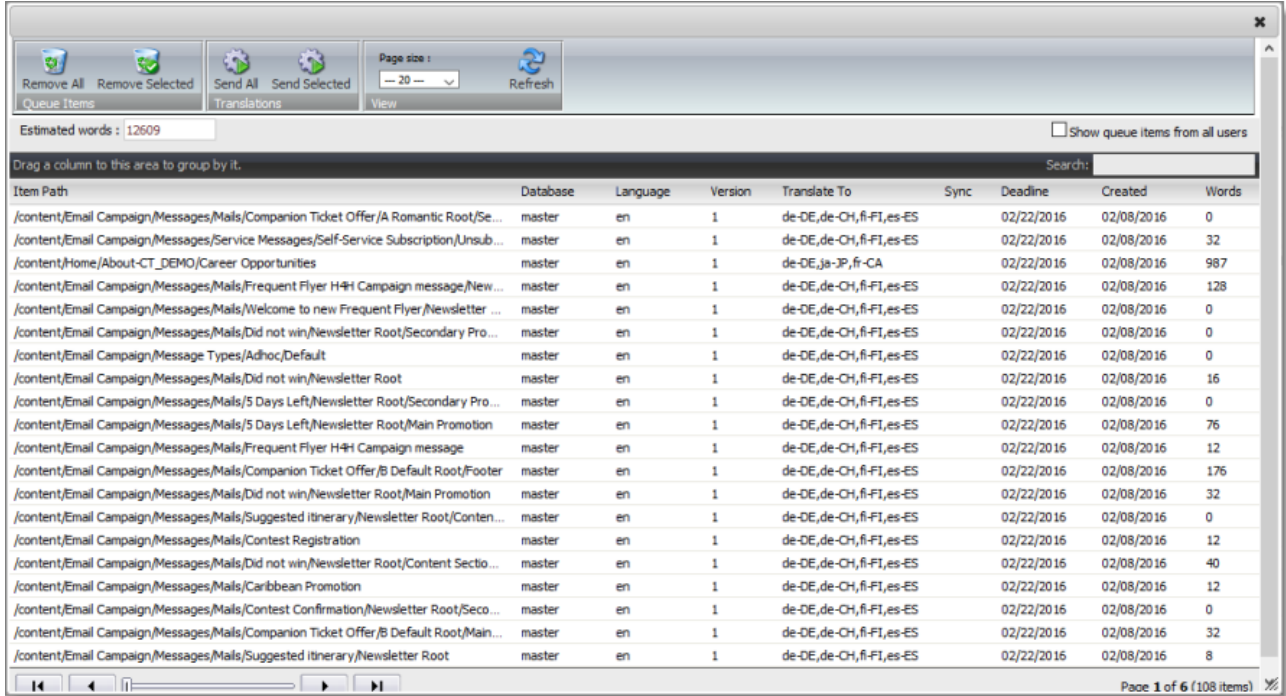 Page size :
--- 20 ---
Remove All Remove Selected Send All Send Selected Refresh
Queue Items Translations View
Estimated words : 12609 Show queue items from all users
Drag a column to this area to group by it. Search:
Item Path Database Language Version Translate To Sync Deadline Created Words
/content/Email Campaign/Messages/Mails/Companion Ticket Offer/A Romantic Root/Se... master en 1 de-DE,de-CH,fi-FI,es-ES 02/22/2016 02/08/2016 0
/content/Email Campaign/Messages/Service Messages/Self-Service Subscription/Unsub... master en 1 de-DE,de-CH,fi-FI,es-ES 02/22/2016 02/08/2016 32
/content/Home/About-CT_DEMO/Career Opportunities master en 1 de-DE,ja-JP,fr-CA 02/22/2016 02/08/2016 987
/content/Email Campaign/Messages/Mails/Frequent Flyer H4H Campaign message/New... master en 1 de-DE,de-CH,fi-FI,es-ES 02/22/2016 02/08/2016 128
/content/Email Campaign/Messages/Mails/Welcome to new Frequent Flyer/Newsletter ... master en 1 de-DE,de-CH,fi-FI,es-ES 02/22/2016 02/08/2016 0
/content/Email Campaign/Messages/Mails/Did not win/Newsletter Root/Secondary Pro... master en 1 de-DE,de-CH,fi-FI,es-ES 02/22/2016 02/08/2016 0
/content/Email Campaign/Message Types/Adhoc/Default master en 1 de-DE,de-CH,fi-FI,es-ES 02/22/2016 02/08/2016 0
/content/Email Campaign/Messages/Mails/Did not win/Newsletter Root master en 1 de-DE,de-CH,fi-FI,es-ES 02/22/2016 02/08/2016 16
/content/Email Campaign/Messages/Mails/5 Days Left/Newsletter Root/Secondary Pro... master en 1 de-DE,de-CH,fi-FI,es-ES 02/22/2016 02/08/2016 0
/content/Email Campaign/Messages/Mails/5 Days Left/Newsletter Root/Main Promotion master en 1 de-DE,de-CH,fi-FI,es-ES 02/22/2016 02/08/2016 76
/content/Email Campaign/Messages/Mails/Frequent Flyer H4H Campaign message master en 1 de-DE,de-CH,fi-FI,es-ES 02/22/2016 02/08/2016 12
/content/Email Campaign/Messages/Mails/Companion Ticket Offer/B Default Root/Footer master en 1 de-DE,de-CH,fi-FI,es-ES 02/22/2016 02/08/2016 176
/content/Email Campaign/Messages/Mails/Did not win/Newsletter Root/Main Promotion master en 1 de-DE,de-CH,fi-FI,es-ES 02/22/2016 02/08/2016 32
/content/Email Campaign/Messages/Mails/Suggested itinerary/Newsletter Root/Conten... master en 1 de-DE,de-CH,fi-FI,es-ES 02/22/2016 02/08/2016 0
/content/Email Campaign/Messages/Mails/Contest Registration master en 1 de-DE,de-CH,fi-FI,es-ES 02/22/2016 02/08/2016 12
/content/Email Campaign/Messages/Mails/Did not win/Newsletter Root/Content Sectio... master en 1 de-DE,de-CH,fi-FI,es-ES 02/22/2016 02/08/2016 40
/content/Email Campaign/Messages/Mails/Caribbean Promotion master en 1 de-DE,de-CH,fi-FI,es-ES 02/22/2016 02/08/2016 12
/content/Email Campaign/Messages/Mails/Contest Confirmation/Newsletter Root/Seco... master en 1 de-DE,de-CH,fi-FI,es-ES 02/22/2016 02/08/2016 0
/content/Email Campaign/Messages/Mails/Companion Ticket Offer/B Default Root/Main... master en 1 de-DE,de-CH,fi-FI,es-ES 02/22/2016 02/08/2016 32
/content/Email Campaign/Messages/Mails/Suggested itinerary/Newsletter Root master en 1 de-DE,de-CH,fi-FI,es-ES 02/22/2016 02/08/2016 8
Page 1 of 6 (108 items)